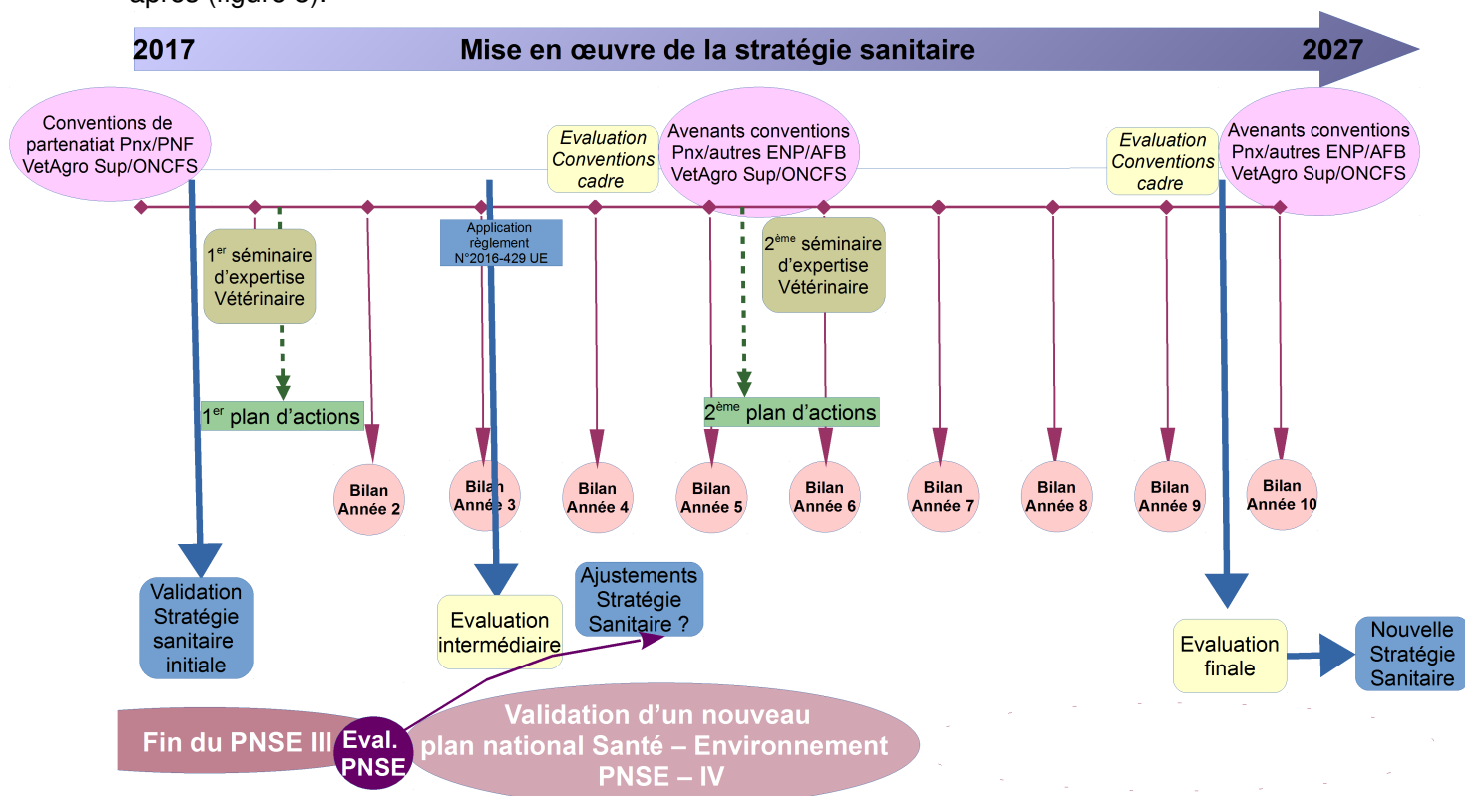 après (figure 3).
2017 Mise en œuvre de la stratégie sanitaire 2027
Conventions de
partenatiat Pnx/PNF
VetAgro Sup/ONCFS
Evaluation
Conventions
cadre
Avenants conventions
Pnx/autres ENP/AFB
VetAgro Sup/ONCFS
Evaluation
Conventions
cadre
Avenants conventions
Pnx/autres ENP/AFB
VetAgro Sup/ONCFS
1er séminaire
d'expertise
Vétérinaire
Application
règlement
N°2016-429 UE
2ème séminaire
d'expertise
Vétérinaire
1er plan d'actions
2ème plan d'actions
Bilan
Année 2
Bilan
Année 3
Bilan
Année 4
Bilan
Année 5
Bilan
Année 6
Bilan
Année 7
Bilan
Année 8
Bilan
Année 9
Bilan
Année 10
Validation
Stratégie
sanitaire
initiale
Evaluation
intermédiaire
Ajustements
Stratégie
Sanitaire ?
Evaluation
finale
Nouvelle
Stratégie
Sanitaire
Fin du PNSE III
Eval.
PNSE
Validation d'un nouveau
plan national Santé – Environnement
PNSE – IV